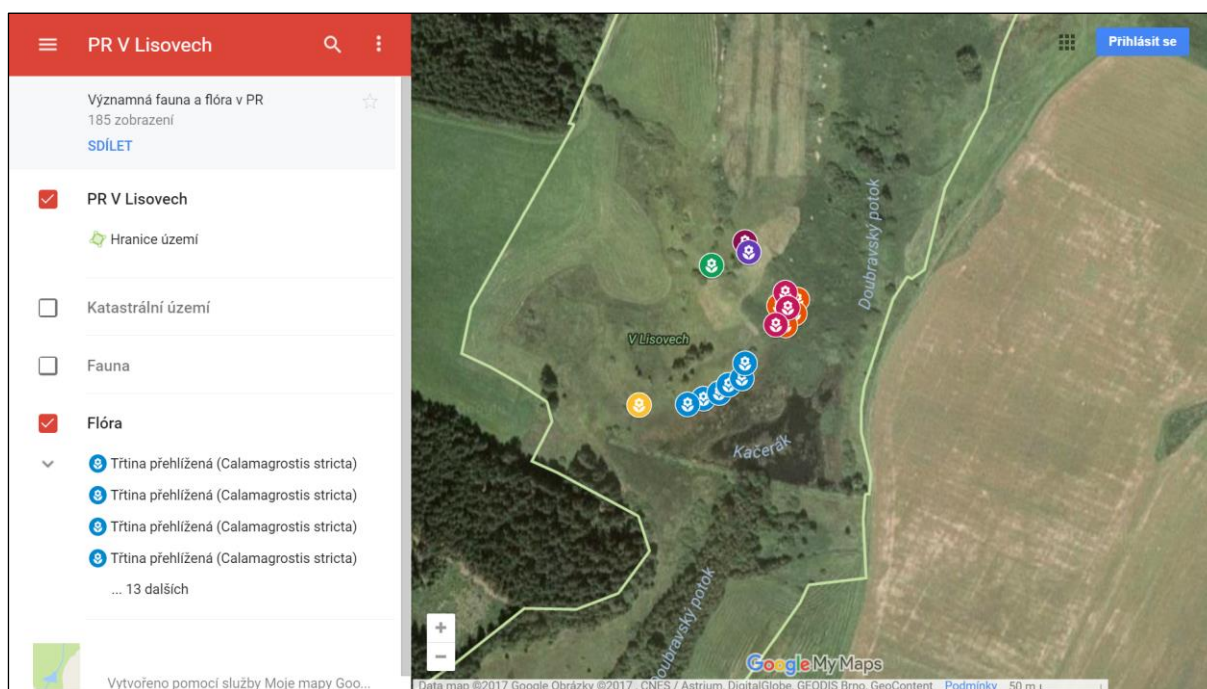 PR V Lisovech
Významná fauna a flóra v PR
185 zobrazení
SDÍLET
PR V Lisovech
Hranice území
Katastrální území
Fauna
Flóra
Třtina přehlížená (Calamagrostis stricta)
Třtina přehlížená (Calamagrostis stricta)
Třtina přehlížená (Calamagrostis stricta)
Třtina přehlížená (Calamagrostis stricta)
... 13 dalších
Vytvořeno pomocí služby Moje mapy Goo...
Přihlásit se
Doubravský potok
V Lisovech
Kačerák
Doubravský potok
+
−
Google My Maps
Data map ©2017 Google Obrázky ©2017 , CNES / Astrium, DigitalGlobe, GEODIS Brno, GeoContent Podmínky 50 m